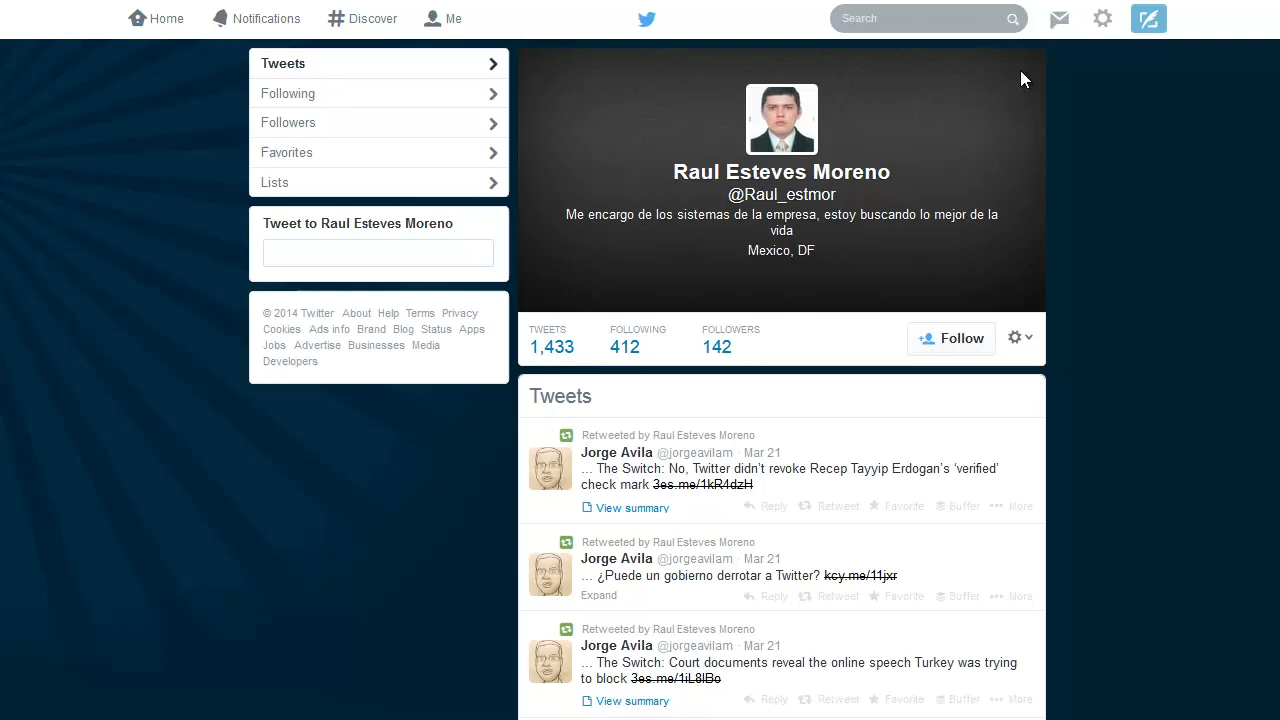 Home Notifications Discover Me Search
Tweets
Following
Followers
Favorites
Lists
Tweet to Raul Esteves Moreno
© 2014 Twitter About Help Terms Privacy
Cookies Ads info Brand Blog Status Apps
Jobs Advertise Businesses Media
Developers
Raul Esteves Moreno
@Raul_estmor
Me encargo de los sistemas de la empresa, estoy buscando lo mejor de la
vida
Mexico, DF
TWEETS FOLLOWING FOLLOWERS
1,433 412 142
Follow
Tweets
Retweeted by Raul Esteves Moreno
Jorge Avila @jorgeavilam · Mar 21
... The Switch: No, Twitter didn't revoke Recep Tayyip Erdogan's ‘verified’
check mark 3es.me/1kR4dzH
View summary Reply Retweet Favorite Buffer More
Retweeted by Raul Esteves Moreno
Jorge Avila @jorgeavilam · Mar 21
... ¿Puede un gobierno derrotar a Twitter? kcy.me/11jxr
Expand Reply Retweet Favorite Buffer More
Retweeted by Raul Esteves Moreno
Jorge Avila @jorgeavilam · Mar 21
... The Switch: Court documents reveal the online speech Turkey was trying
to block 3es.me/1iL8lBo
View summary Reply Retweet Favorite Buffer More